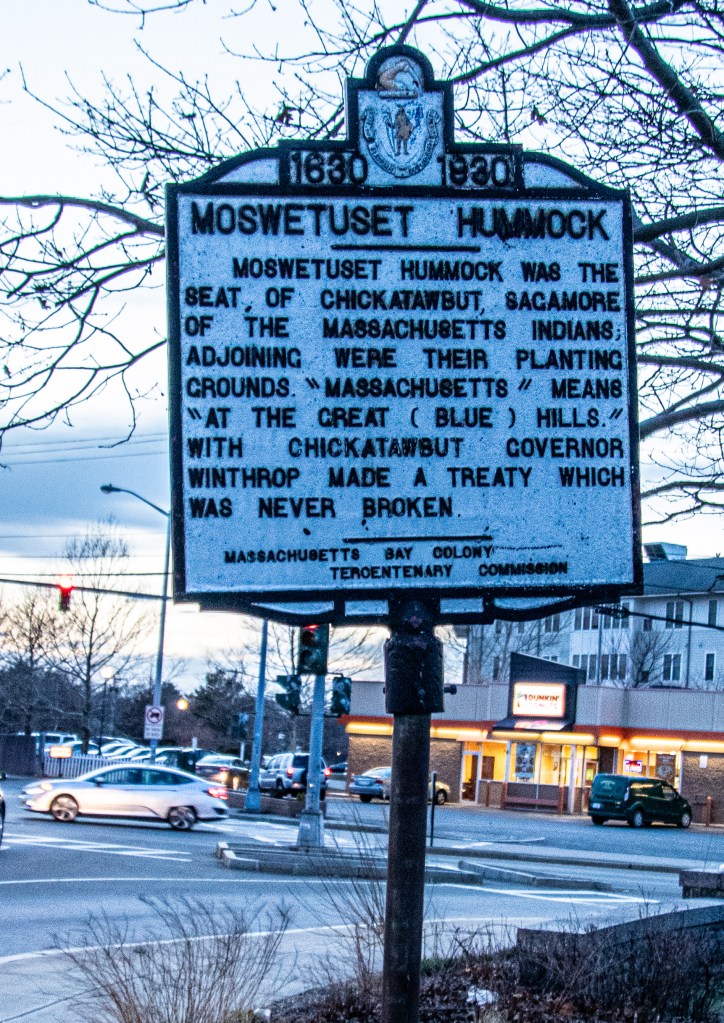 1630 1930
MOSWETUSET HUMMOCK
MOSWETUSET HUMMOCK WAS THE
SEAT OF CHICKATAWBUT, SAGAMORE
OF THE MASSACHUSETTS INDIANS;
ADJOINING WERE THEIR PLANTING
GROUNDS. "MASSACHUSETTS" MEANS
"AT THE GREAT (BLUE) HILLS."
WITH CHICKATAWBUT GOVERNOR
WINTHROP MADE A TREATY WHICH
WAS NEVER BROKEN.
MASSACHUSETTS BAY COLONY
TERCENTENARY COMMISSION
DUNKIN'
DONUTS